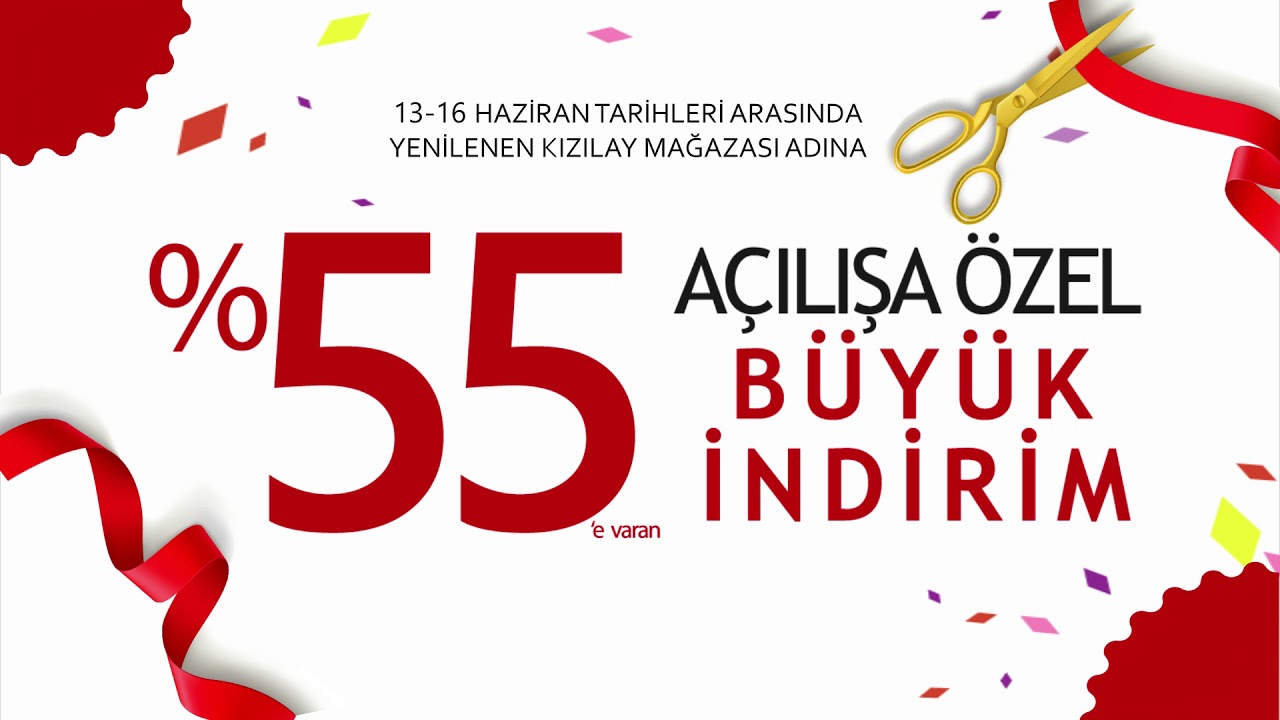 13-16 HAZİRAN TARİHLERİ ARASINDA
YENİLENEN KIZILAY MAĞAZASI ADINA
%55
'e varan
AÇILIŞA ÖZEL
BÜYÜK
İNDİRİM